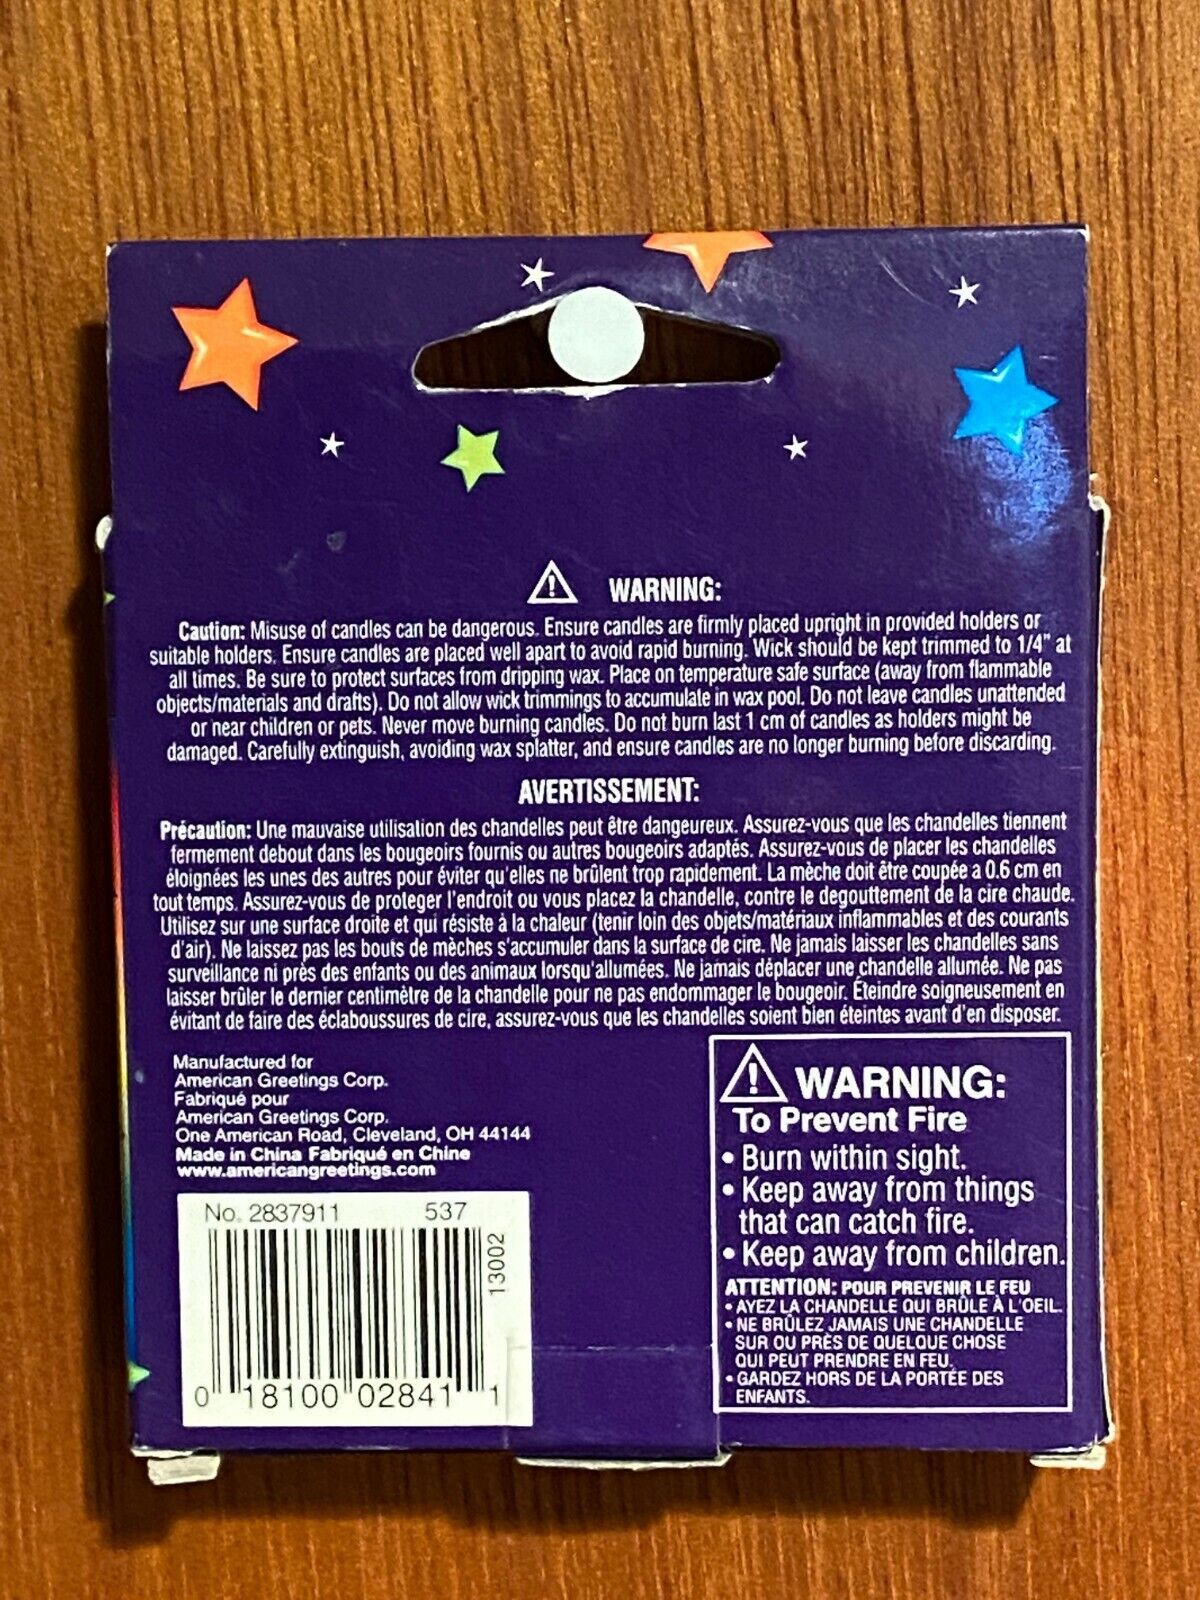 WARNING:
Caution: Misuse of candles can be dangerous. Ensure candles are firmly placed upright in provided holders or
suitable holders. Ensure candles are placed well apart to avoid rapid burning. Wick should be kept trimmed to 1/4" at
all times. Be sure to protect surfaces from dripping wax. Place on temperature safe surface (away from flammable
objects/materials and drafts). Do not allow wick trimmings to accumulate in wax pool. Do not leave candles unattended
or near children or pets. Never move burning candles. Do not burn last 1 cm of candles as holders might be
damaged. Carefully extinguish, avoiding wax splatter, and ensure candles are no longer burning before discarding.
AVERTISSEMENT:
Précaution: Une mauvaise utilisation des chandelles peut être dangeureux. Assurez-vous que les chandelles tiennent
fermement debout dans les bougeoirs fournis ou autres bougeoirs adaptés. Assurez-vous de placer les chandelles
éloignées les unes des autres pour éviter qu'elles ne brûlent trop rapidement. La mèche doit être coupée a 0.6 cm en
tout temps. Assurez-vous de proteger l'endroit ou vous placez la chandelle, contre le degouttement de la cire chaude.
Utilisez sur une surface droite et qui résiste à la chaleur (tenir loin des objets/matériaux inflammables et des courants
d'air). Ne laissez pas les bouts de mèches s'accumuler dans la surface de cire. Ne jamais laisser les chandelles sans
surveillance ni près des enfants ou des animaux lorsqu'allumées. Ne jamais déplacer une chandelle allumée. Ne pas
laisser brûler le dernier centimètre de la chandelle pour ne pas endommager le bougeoir. Éteindre soigneusement en
évitant de faire des éclaboussures de cire, assurez-vous que les chandelles soient bien éteintes avant d'en disposer.
Manufactured for
American Greetings Corp.
Fabriqué pour
American Greetings Corp.
One American Road, Cleveland, OH 44144
Made in China Fabriqué en Chine
www.americangreetings.com
No. 2837911 537
13002
0 18100 02841 1
WARNING:
To Prevent Fire
• Burn within sight.
• Keep away from things
that can catch fire.
• Keep away from children.
ATTENTION: POUR PREVENIR LE FEU
• AYEZ LA CHANDELLE QUI BRÛLE À L'OEIL.
• NE BRÛLEZ JAMAIS UNE CHANDELLE
SUR OU PRÈS DE QUELQUE CHOSE
QUI PEUT PRENDRE EN FEU.
• GARDEZ HORS DE LA PORTÉE DES
ENFANTS.